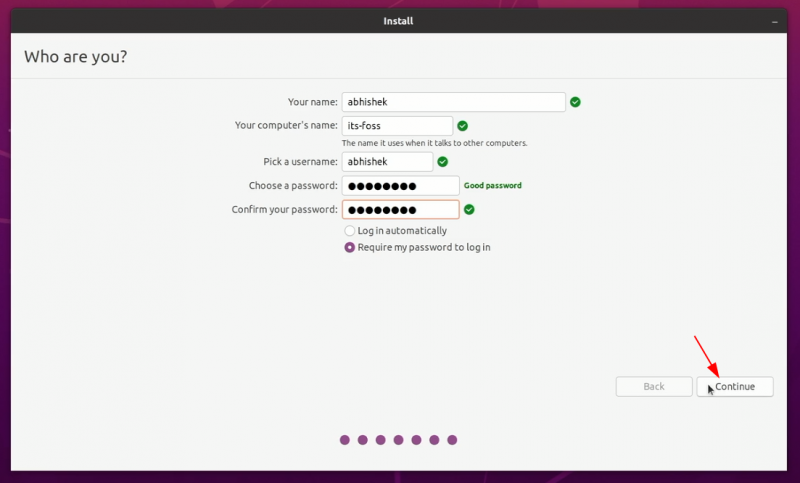 Install
Who are you?
Your name: abhishek
Your computer's name: its-foss
The name it uses when it talks to other computers.
Pick a username: abhishek
Choose a password: ●●●●●●●● Good password
Confirm your password: ●●●●●●●●
Log in automatically
Require my password to log in
Back Continue